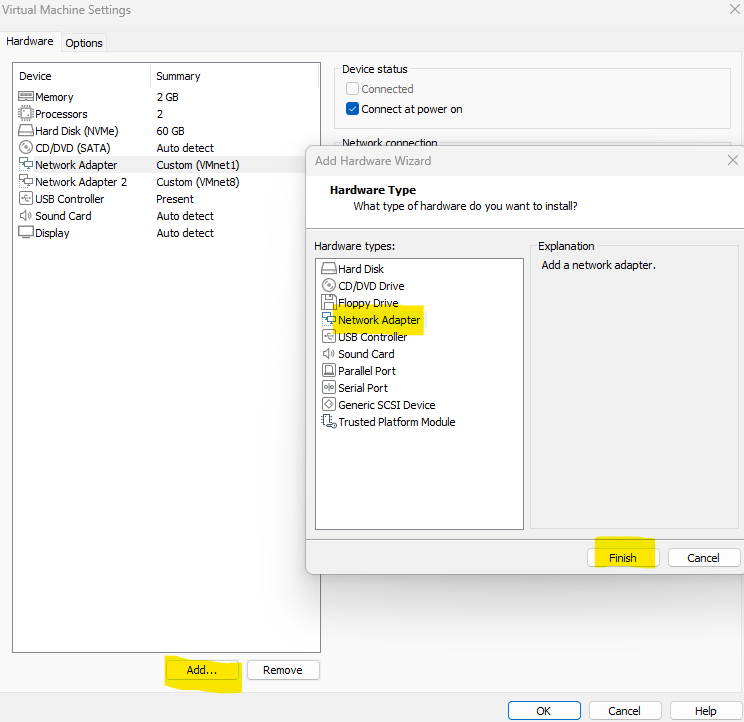 Virtual Machine Settings
Hardware
Options
Device Summary
Memory 2 GB
Processors 2
Hard Disk (NVMe) 60 GB
CD/DVD (SATA) Auto detect
Network Adapter Custom (VMnet1)
Network Adapter 2 Custom (VMnet8)
USB Controller Present
Sound Card Auto detect
Display Auto detect
Add...
Remove
Device status
Connected
Connect at power on
Network connection
Add Hardware Wizard
Hardware Type
What type of hardware do you want to install?
Hardware types:
Hard Disk
CD/DVD Drive
Floppy Drive
Network Adapter
USB Controller
Sound Card
Parallel Port
Serial Port
Generic SCSI Device
Trusted Platform Module
Explanation
Add a network adapter.
Finish
Cancel
OK
Cancel
Help